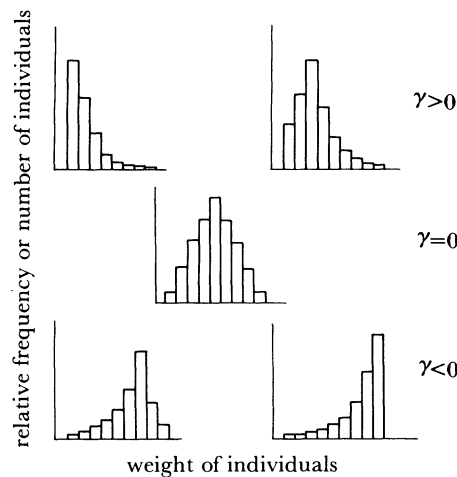 relative frequency or number of individuals
γ>0
γ=0
γ<0
weight of individuals